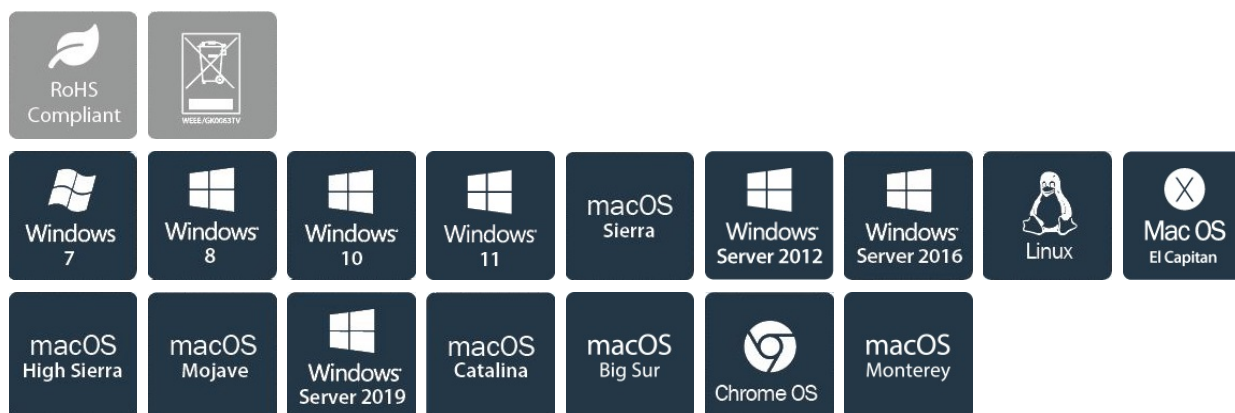 RoHS
Compliant
WEEE/GK0063TV
Windows
7
Windows
8
Windows
10
Windows
11
macOS
Sierra
Windows
Server 2012
Windows
Server 2016
Linux
X
Mac OS
El Capitan
macOS
High Sierra
macOS
Mojave
Windows
Server 2019
macOS
Catalina
macOS
Big Sur
Chrome OS
macOS
Monterey